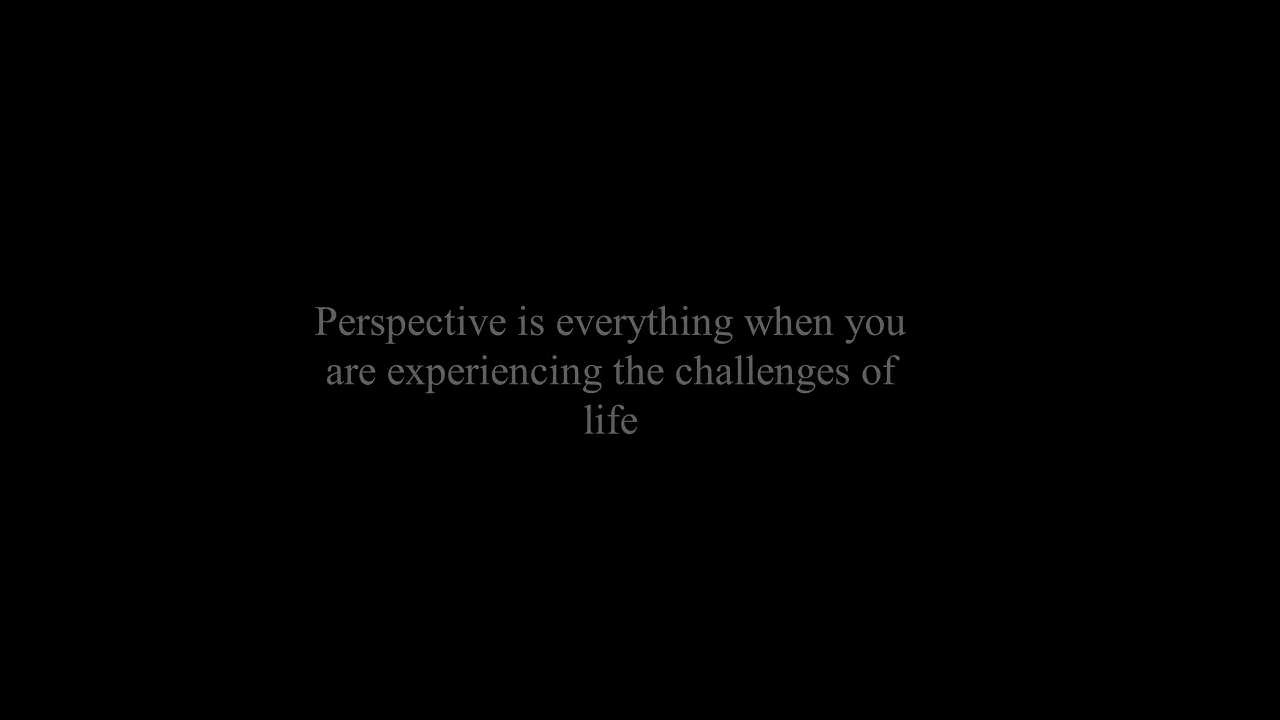 Perspective is everything when you
are experiencing the challenges of
life